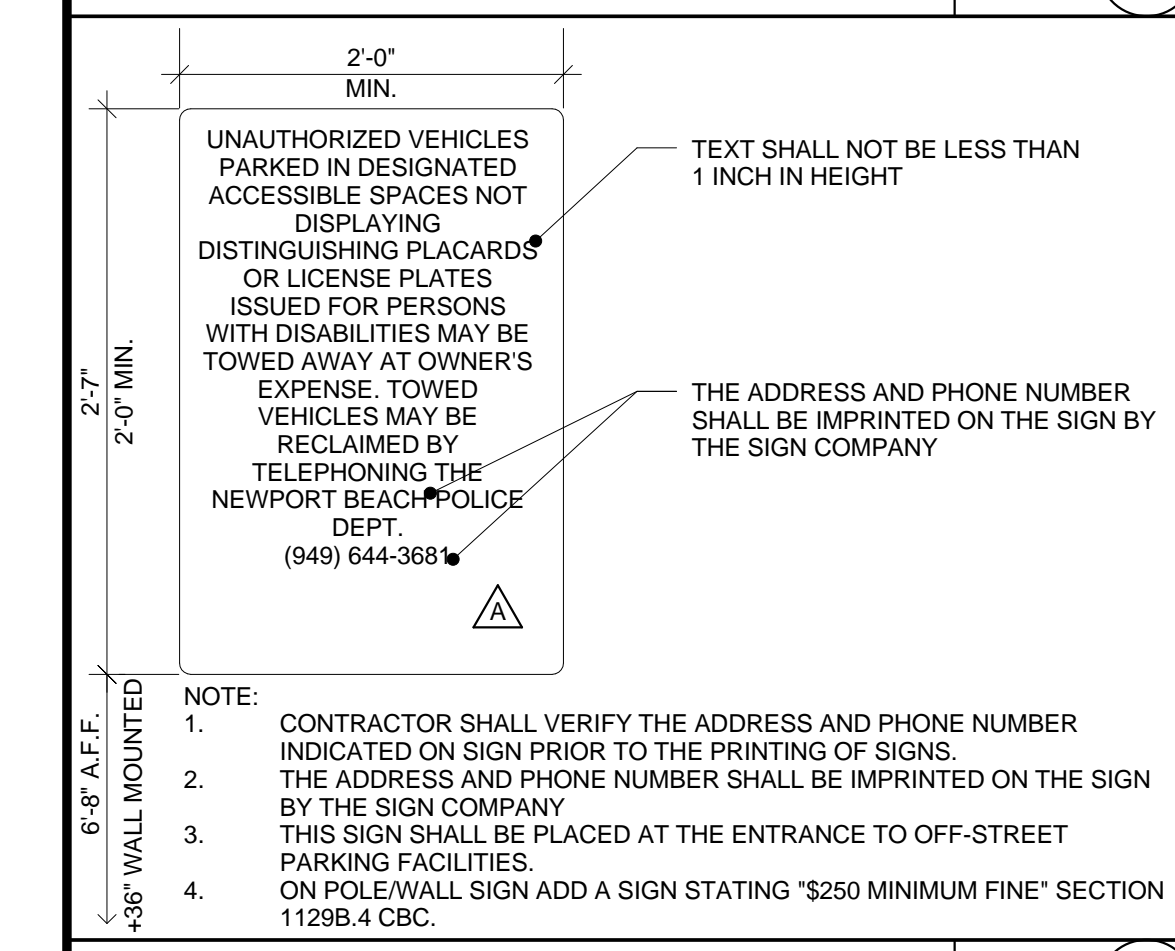 2'-0"
MIN.
UNAUTHORIZED VEHICLES
PARKED IN DESIGNATED
ACCESSIBLE SPACES NOT
DISPLAYING
DISTINGUISHING PLACARDS
OR LICENSE PLATES
ISSUED FOR PERSONS
WITH DISABILITIES MAY BE
TOWED AWAY AT OWNER'S
EXPENSE. TOWED
VEHICLES MAY BE
RECLAIMED BY
TELEPHONING THE
NEWPORT BEACH POLICE
DEPT.
(949) 644-3681
A
TEXT SHALL NOT BE LESS THAN
1 INCH IN HEIGHT
THE ADDRESS AND PHONE NUMBER
SHALL BE IMPRINTED ON THE SIGN BY
THE SIGN COMPANY
2'-7"
2'-0" MIN.
6'-8" A.F.F.
+36" WALL MOUNTED
NOTE:
1. CONTRACTOR SHALL VERIFY THE ADDRESS AND PHONE NUMBER
INDICATED ON SIGN PRIOR TO THE PRINTING OF SIGNS.
2. THE ADDRESS AND PHONE NUMBER SHALL BE IMPRINTED ON THE SIGN
BY THE SIGN COMPANY
3. THIS SIGN SHALL BE PLACED AT THE ENTRANCE TO OFF-STREET
PARKING FACILITIES.
4. ON POLE/WALL SIGN ADD A SIGN STATING "$250 MINIMUM FINE" SECTION
1129B.4 CBC.